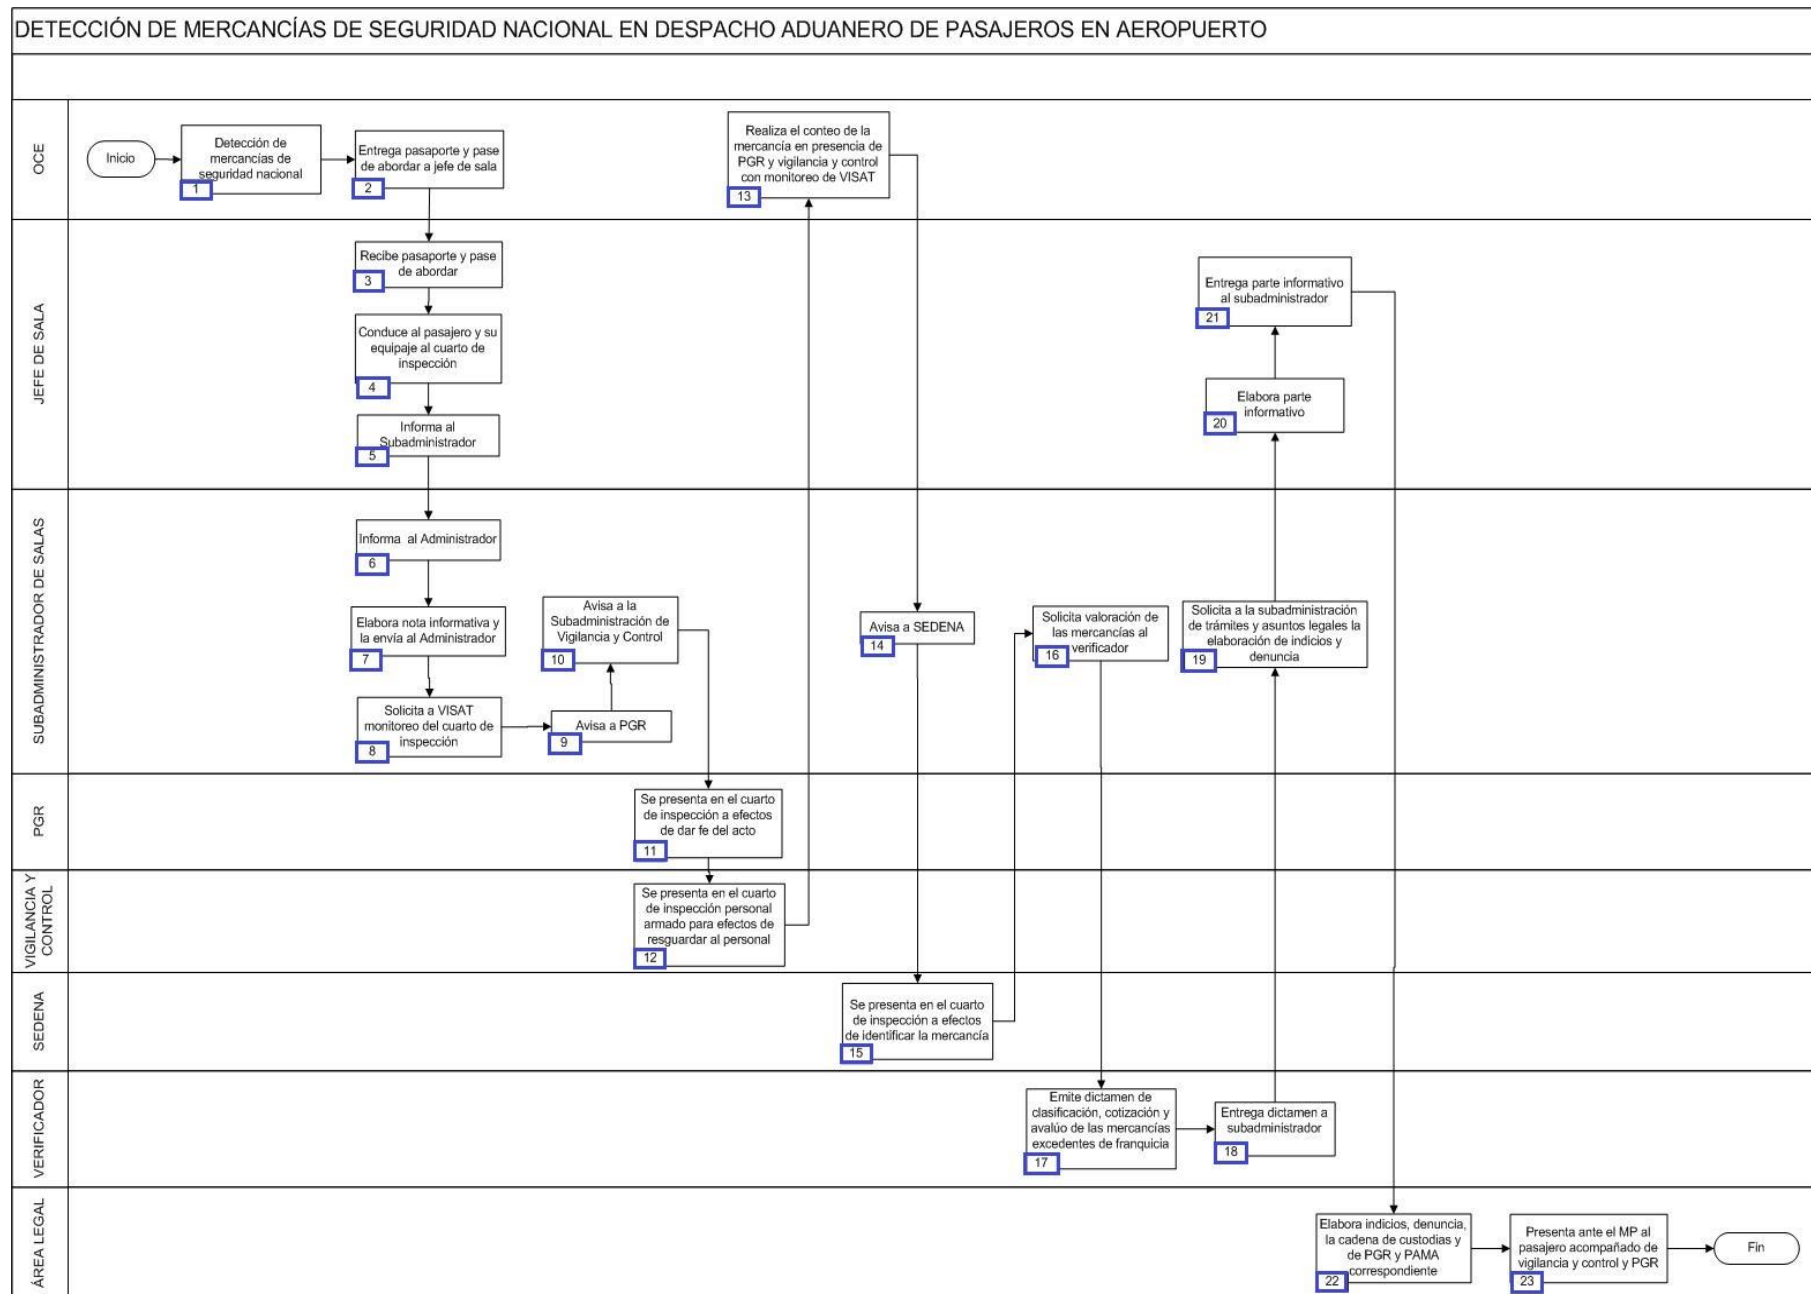 DETECCIÓN DE MERCANCÍAS DE SEGURIDAD NACIONAL EN DESPACHO ADUANERO DE PASAJEROS EN AEROPUERTO
OCE
Inicio
Detección de
mercancías de
seguridad nacional
1
Entrega pasaporte y pase
de abordar a jefe de sala
2
Realiza el conteo de la
mercancía en presencia de
PGR y vigilancia y control
con monitoreo de VISAT
13
JEFE DE SALA
Recibe pasaporte y pase
de abordar
3
Conduce al pasajero y su
equipaje al cuarto de
inspección
4
Informa al
Subadministrador
5
Entrega parte informativo
al subadministrador
21
Elabora parte
informativo
20
SUBADMINISTRADOR DE SALAS
Informa al Administrador
6
Elabora nota informativa y
la envía al Administrador
7
Solicita a VISAT
monitoreo del cuarto de
inspección
8
Avisa a PGR
9
Avisa a la
Subadministración de
Vigilancia y Control
10
Avisa a SEDENA
14
Solicita valoración de
las mercancías al
verificador
16
Solicita a la subadministración
de trámites y asuntos legales la
elaboración de indicios y
denuncia
19
PGR
Se presenta en el cuarto
de inspección a efectos
de dar fe del acto
11
VIGILANCIA Y
CONTROL
Se presenta en el cuarto
de inspección personal
armado para efectos de
resguardar al personal
12
SEDENA
Se presenta en el cuarto
de inspección a efectos
de identificar la mercancía
15
VERIFICADOR
Emite dictamen de
clasificación, cotización y
avalúo de las mercancías
excedentes de franquicia
17
Entrega dictamen a
subadministrador
18
ÁREA LEGAL
Elabora indicios, denuncia,
la cadena de custodias y
de PGR y PAMA
correspondiente
22
Presenta ante el MP al
pasajero acompañado de
vigilancia y control y PGR
23
Fin